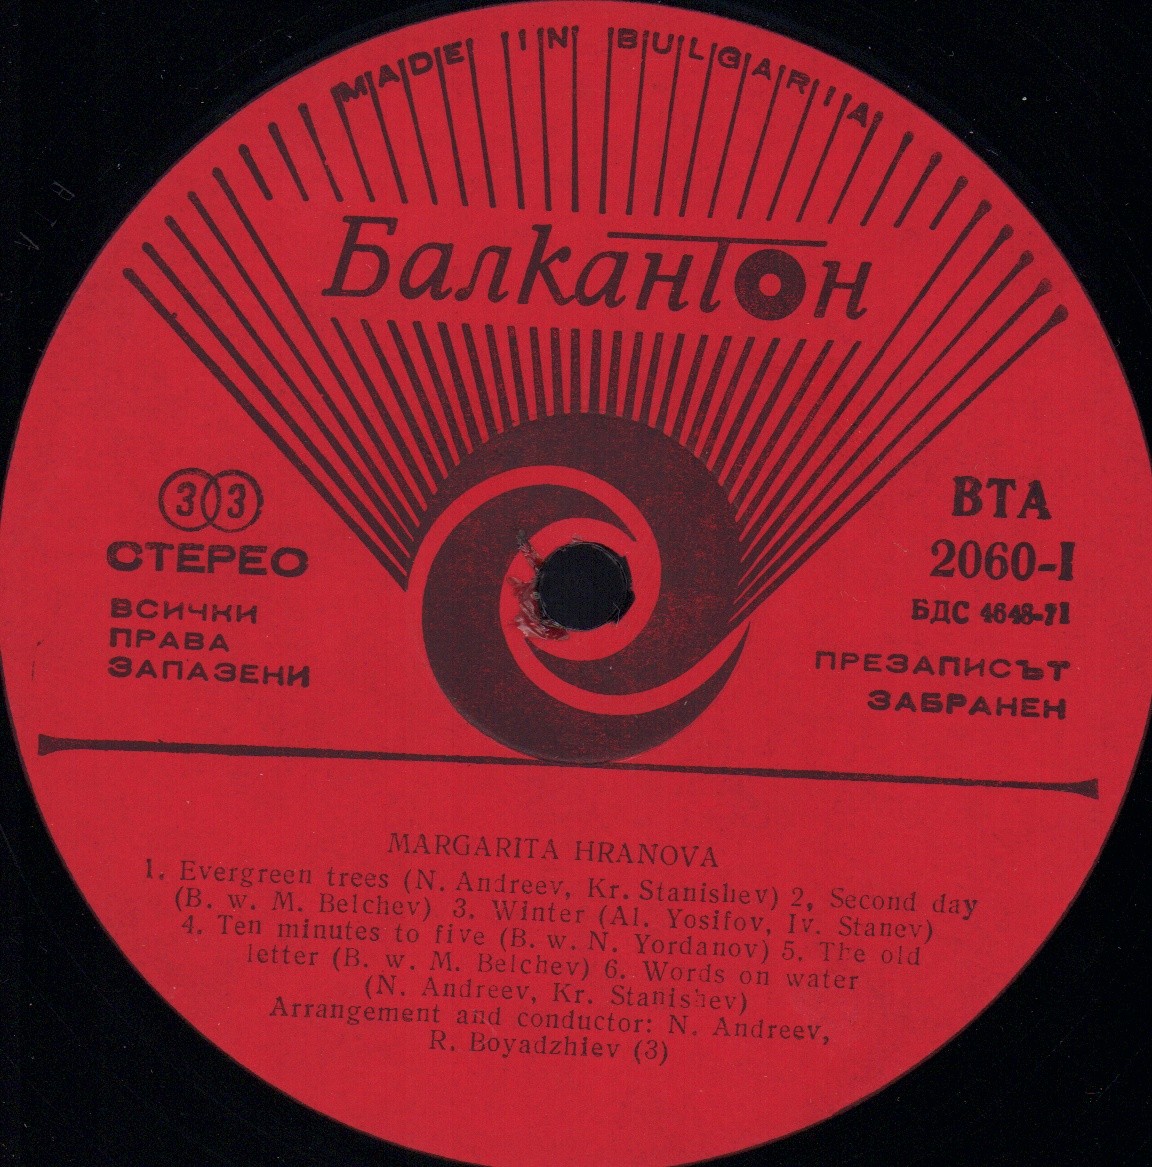 MADE IN BULGARIA
Балкантон
33
СТЕРЕО
ВСИЧКИ
ПРАВА
ЗАПАЗЕНИ
ВТА
2060-I
БДС 4648-71
ПРЕЗАПИСЪТ
ЗАБРАНЕН
MARGARITA HRANOVA
1. Evergreen trees (N. Andreev, Kr. Stanishev) 2, Second day
(B. w. M. Belchev) 3. Winter (Al. Yosifov, Iv. Stanev)
4. Ten minutes to five (B. w. N. Yordanov) 5. The old
letter (B. w. M. Belchev) 6. Words on water
(N. Andreev, Kr. Stanishev)
Arrangement and conductor: N. Andreev,
R. Boyadzhiev (3)